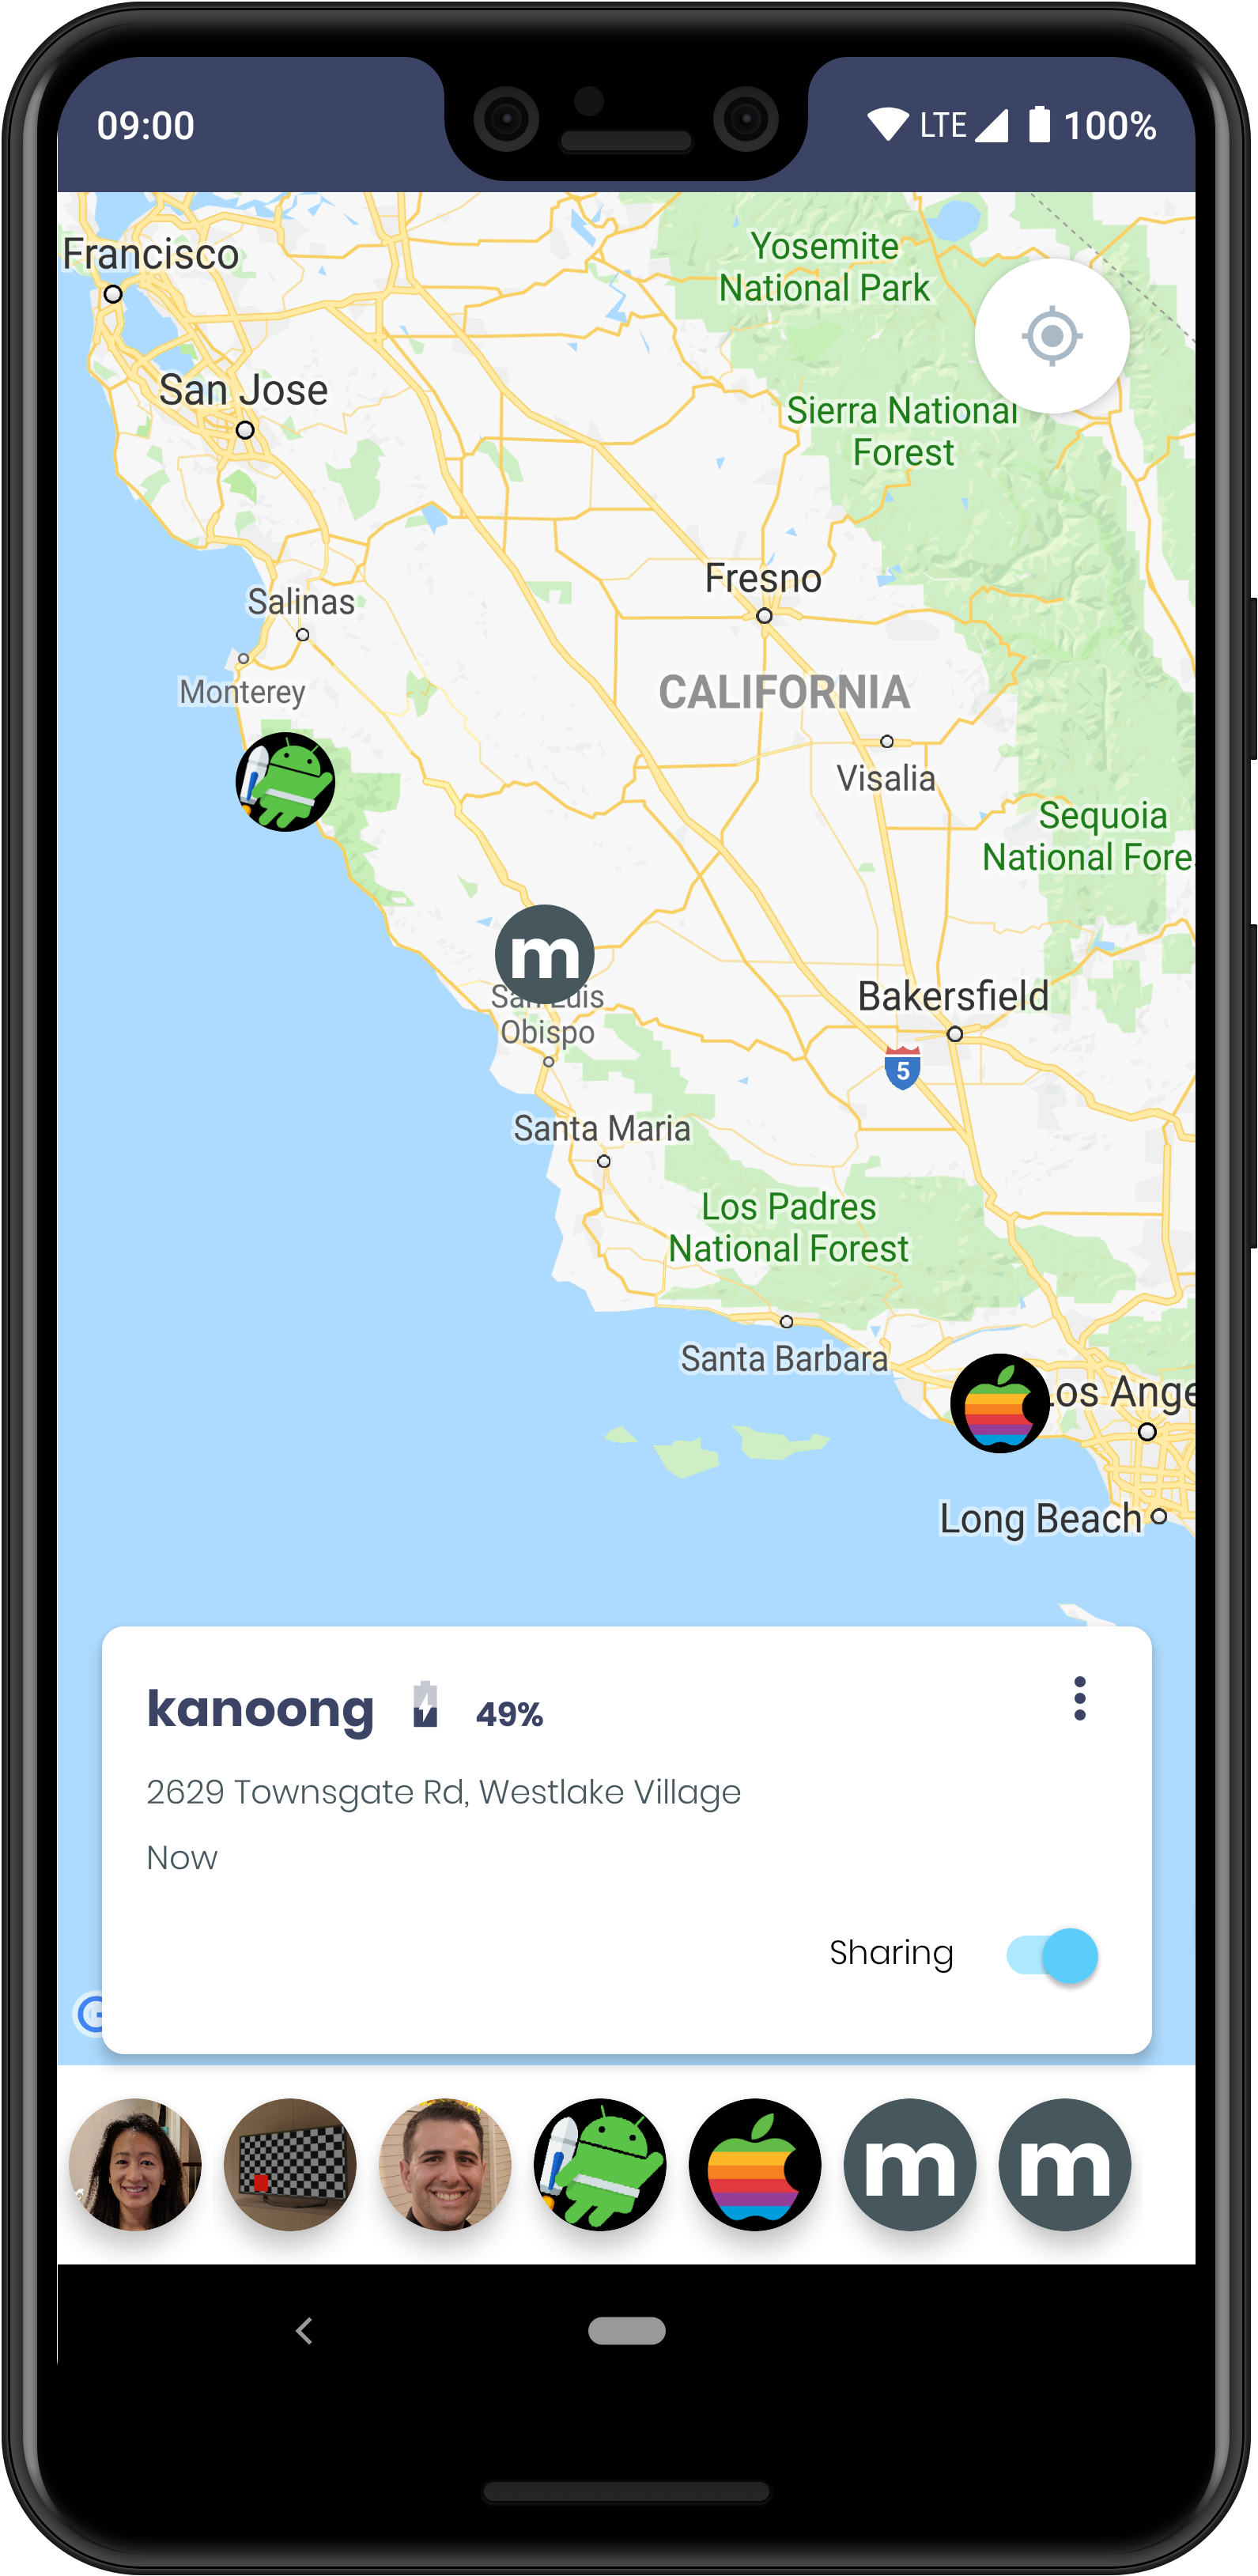 09:00
LTE 100%
Francisco
Yosemite
National Park
San Jose
Sierra National
Forest
Fresno
Salinas
Monterey
CALIFORNIA
Visalia
Sequoia
National Fore
m
San Luis
Obispo
Bakersfield
5
Santa Maria
Los Padres
National Forest
Santa Barbara
os Ange
Long Beach
kanoong 49%
2629 Townsgate Rd, Westlake Village
Now
Sharing
G
m m